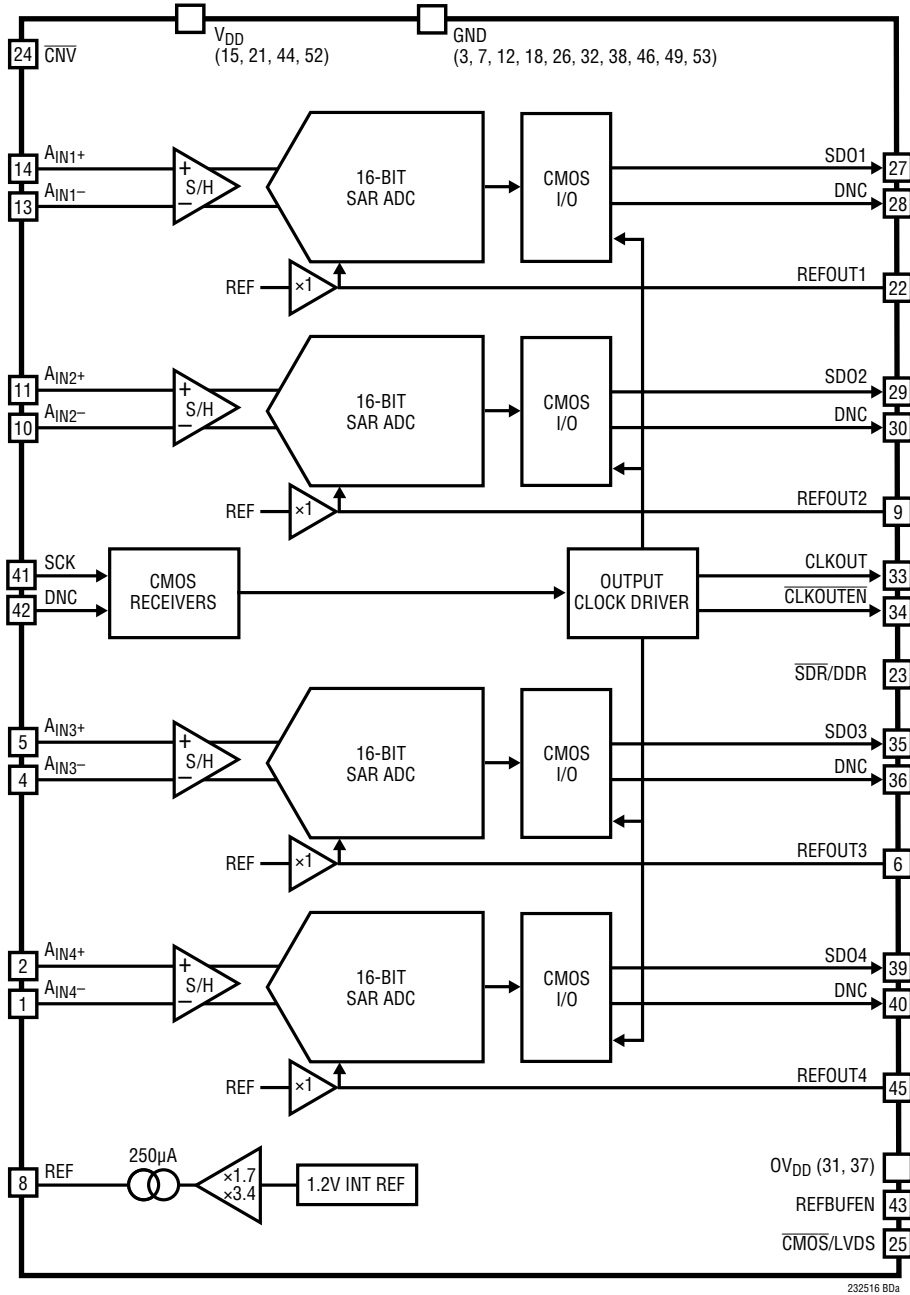 VDD
(15, 21, 44, 52)
GND
(3, 7, 12, 18, 26, 32, 38, 46, 49, 53)
24 CNV
14 AIN1+
13 AIN1−
+
S/H
−
16-BIT
SAR ADC
CMOS
I/O
SDO1 27
DNC 28
REF ×1
REFOUT1 22
11 AIN2+
10 AIN2−
+
S/H
−
16-BIT
SAR ADC
CMOS
I/O
SDO2 29
DNC 30
REF ×1
REFOUT2 9
41 SCK
42 DNC
CMOS
RECEIVERS
OUTPUT
CLOCK DRIVER
CLKOUT 33
CLKOUTEN 34
SDR/DDR 23
5 AIN3+
4 AIN3−
+
S/H
−
16-BIT
SAR ADC
CMOS
I/O
SDO3 35
DNC 36
REF ×1
REFOUT3 6
2 AIN4+
1 AIN4−
+
S/H
−
16-BIT
SAR ADC
CMOS
I/O
SDO4 39
DNC 40
REF ×1
REFOUT4 45
8 REF
250µA
×1.7
×3.4
1.2V INT REF
OVDD (31, 37)
REFBUFEN 43
CMOS/LVDS 25
232516 BDa